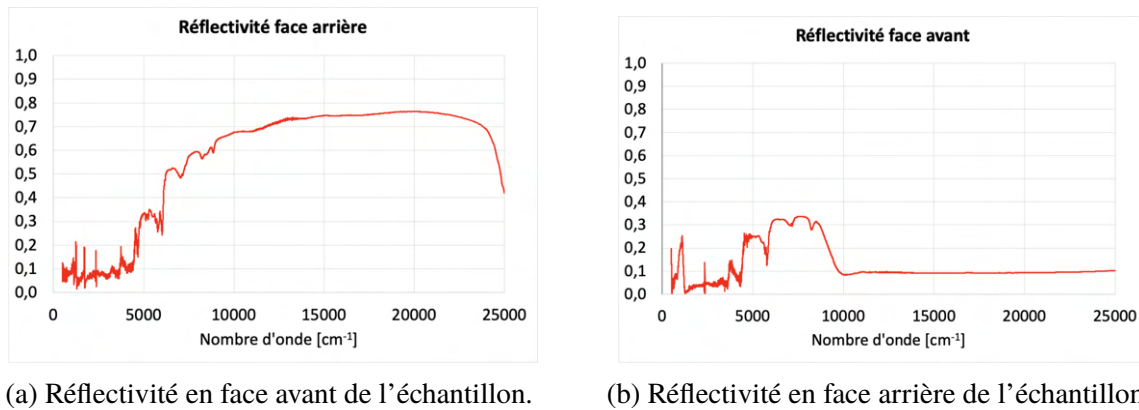 Réflectivité face arrière
1,0
0,9
0,8
0,7
0,6
0,5
0,4
0,3
0,2
0,1
0,0
0 5000 10000 15000 20000 25000
Nombre d'onde [cm⁻¹]
(a) Réflectivité en face avant de l'échantillon.
Réflectivité face avant
1,0
0,9
0,8
0,7
0,6
0,5
0,4
0,3
0,2
0,1
0,0
0 5000 10000 15000 20000 25000
Nombre d'onde [cm⁻¹]
(b) Réflectivité en face arrière de l'échantillon